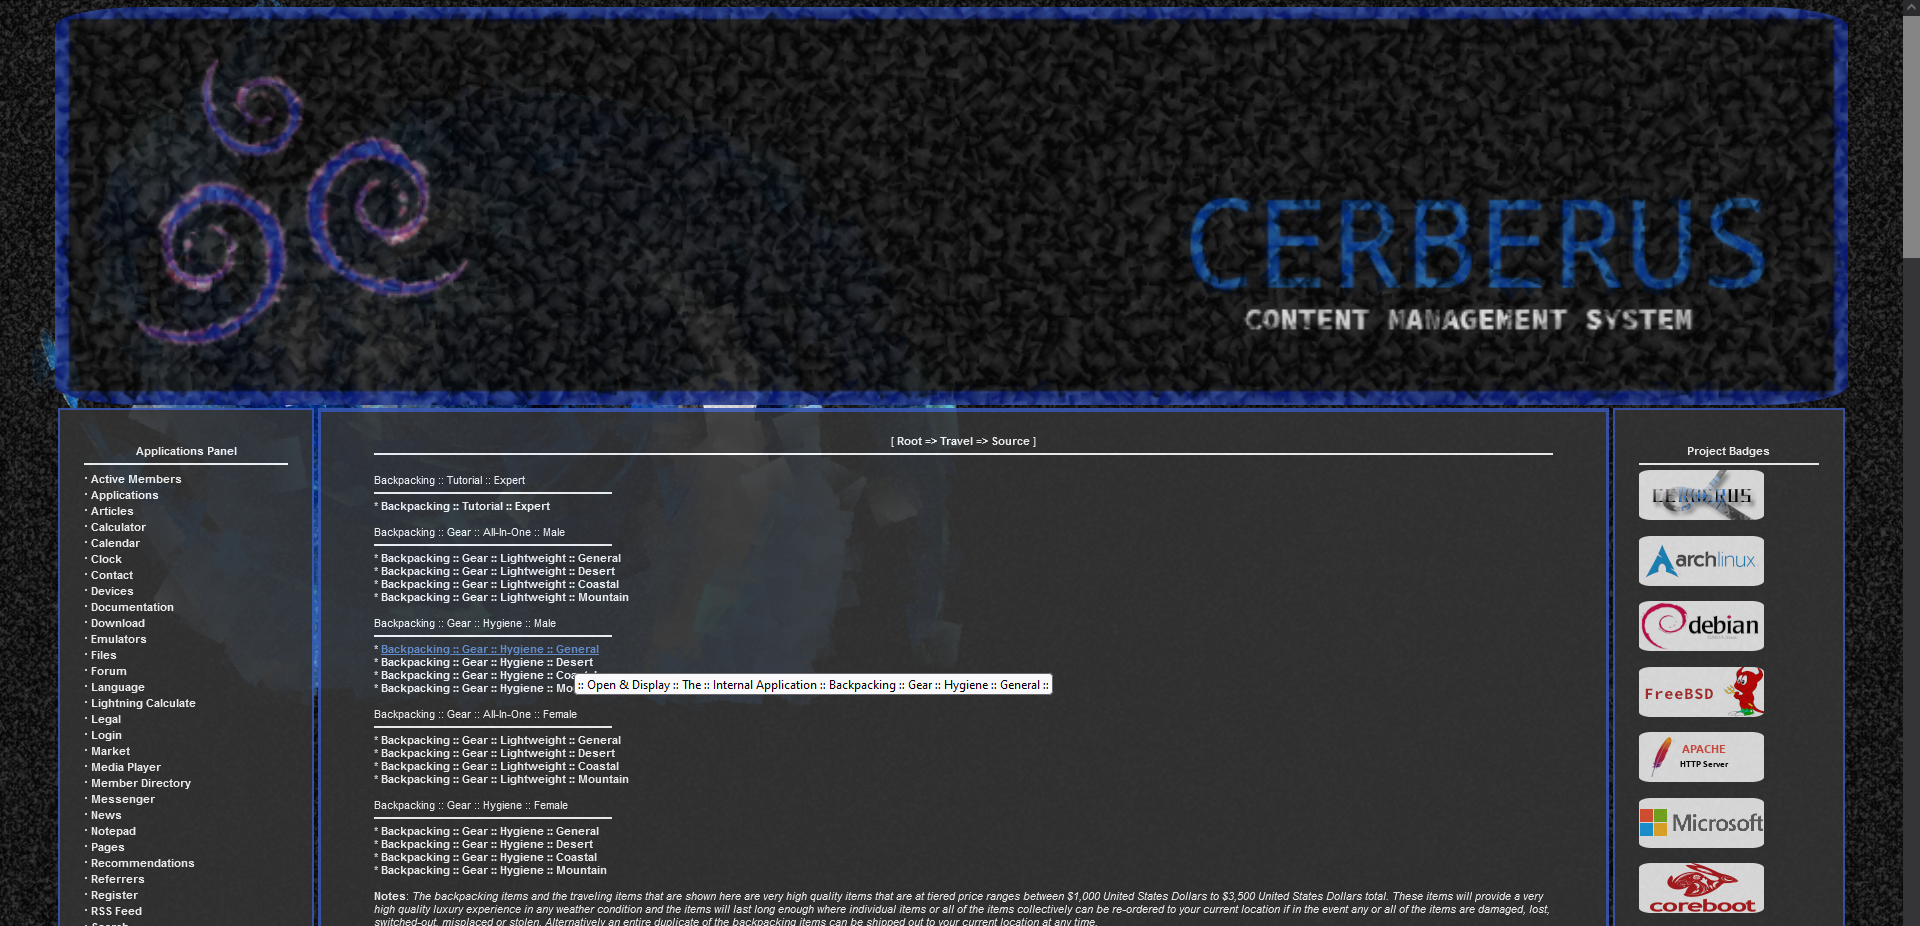 CERBERUS
CONTENT MANAGEMENT SYSTEM
Applications Panel
· Active Members
· Applications
· Articles
· Calculator
· Calendar
· Clock
· Contact
· Devices
· Documentation
· Download
· Emulators
· Files
· Forum
· Language
· Lightning Calculate
· Legal
· Login
· Market
· Media Player
· Member Directory
· Messenger
· News
· Notepad
· Pages
· Recommendations
· Referrers
· Register
· RSS Feed
· Search
[ Root => Travel => Source ]
Backpacking :: Tutorial :: Expert
* Backpacking :: Tutorial :: Expert
Backpacking :: Gear :: All-In-One :: Male
* Backpacking :: Gear :: Lightweight :: General
* Backpacking :: Gear :: Lightweight :: Desert
* Backpacking :: Gear :: Lightweight :: Coastal
* Backpacking :: Gear :: Lightweight :: Mountain
Backpacking :: Gear :: Hygiene :: Male
* Backpacking :: Gear :: Hygiene :: General
* Backpacking :: Gear :: Hygiene :: Desert
* Backpacking :: Gear :: Hygiene :: Coa
* Backpacking :: Gear :: Hygiene :: Mo
:: Open & Display :: The :: Internal Application :: Backpacking :: Gear :: Hygiene :: General ::
Backpacking :: Gear :: All-In-One :: Female
* Backpacking :: Gear :: Lightweight :: General
* Backpacking :: Gear :: Lightweight :: Desert
* Backpacking :: Gear :: Lightweight :: Coastal
* Backpacking :: Gear :: Lightweight :: Mountain
Backpacking :: Gear :: Hygiene :: Female
* Backpacking :: Gear :: Hygiene :: General
* Backpacking :: Gear :: Hygiene :: Desert
* Backpacking :: Gear :: Hygiene :: Coastal
* Backpacking :: Gear :: Hygiene :: Mountain
Notes: The backpacking items and the traveling items that are shown here are very high quality items that are at tiered price ranges between $1,000 United States Dollars to $3,500 United States Dollars total. These items will provide a very
high quality luxury experience in any weather condition and the items will last long enough where individual items or all of the items collectively can be re-ordered to your current location if in the event any or all of the items are damaged, lost,
switched-out, misplaced or stolen. Alternatively an entire duplicate of the backpacking items can be shipped out to your current location at any time.
Project Badges
CERBERUS
archlinux
debian
FreeBSD
APACHE
HTTP Server
Microsoft
coreboot